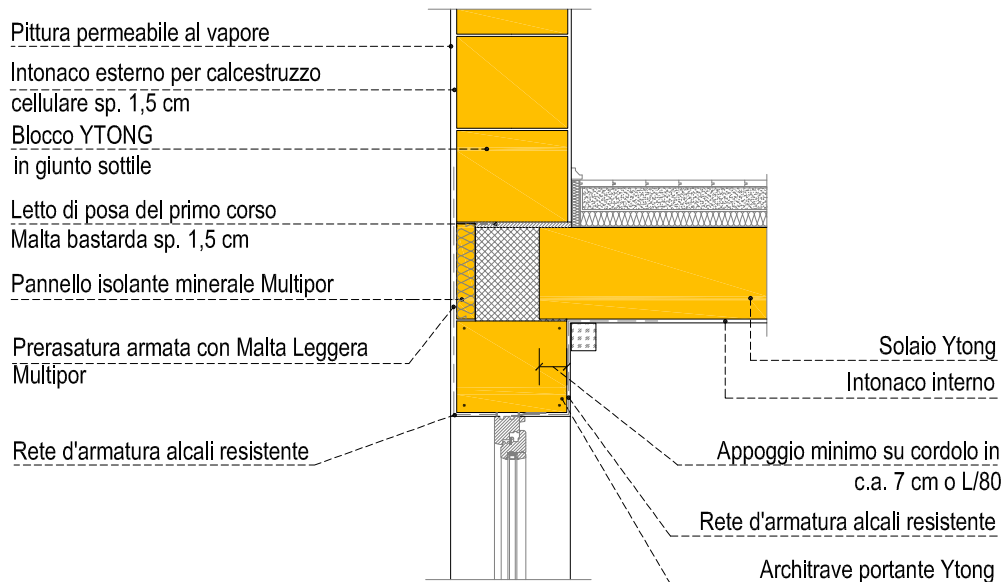 Pittura permeabile al vapore
Intonaco esterno per calcestruzzo
cellulare sp. 1,5 cm
Blocco YTONG
in giunto sottile
Letto di posa del primo corso
Malta bastarda sp. 1,5 cm
Pannello isolante minerale Multipor
Prerasatura armata con Malta Leggera
Multipor
Rete d'armatura alcali resistente
Solaio Ytong
Intonaco interno
Appoggio minimo su cordolo in
c.a. 7 cm o L/80
Rete d'armatura alcali resistente
Architrave portante Ytong